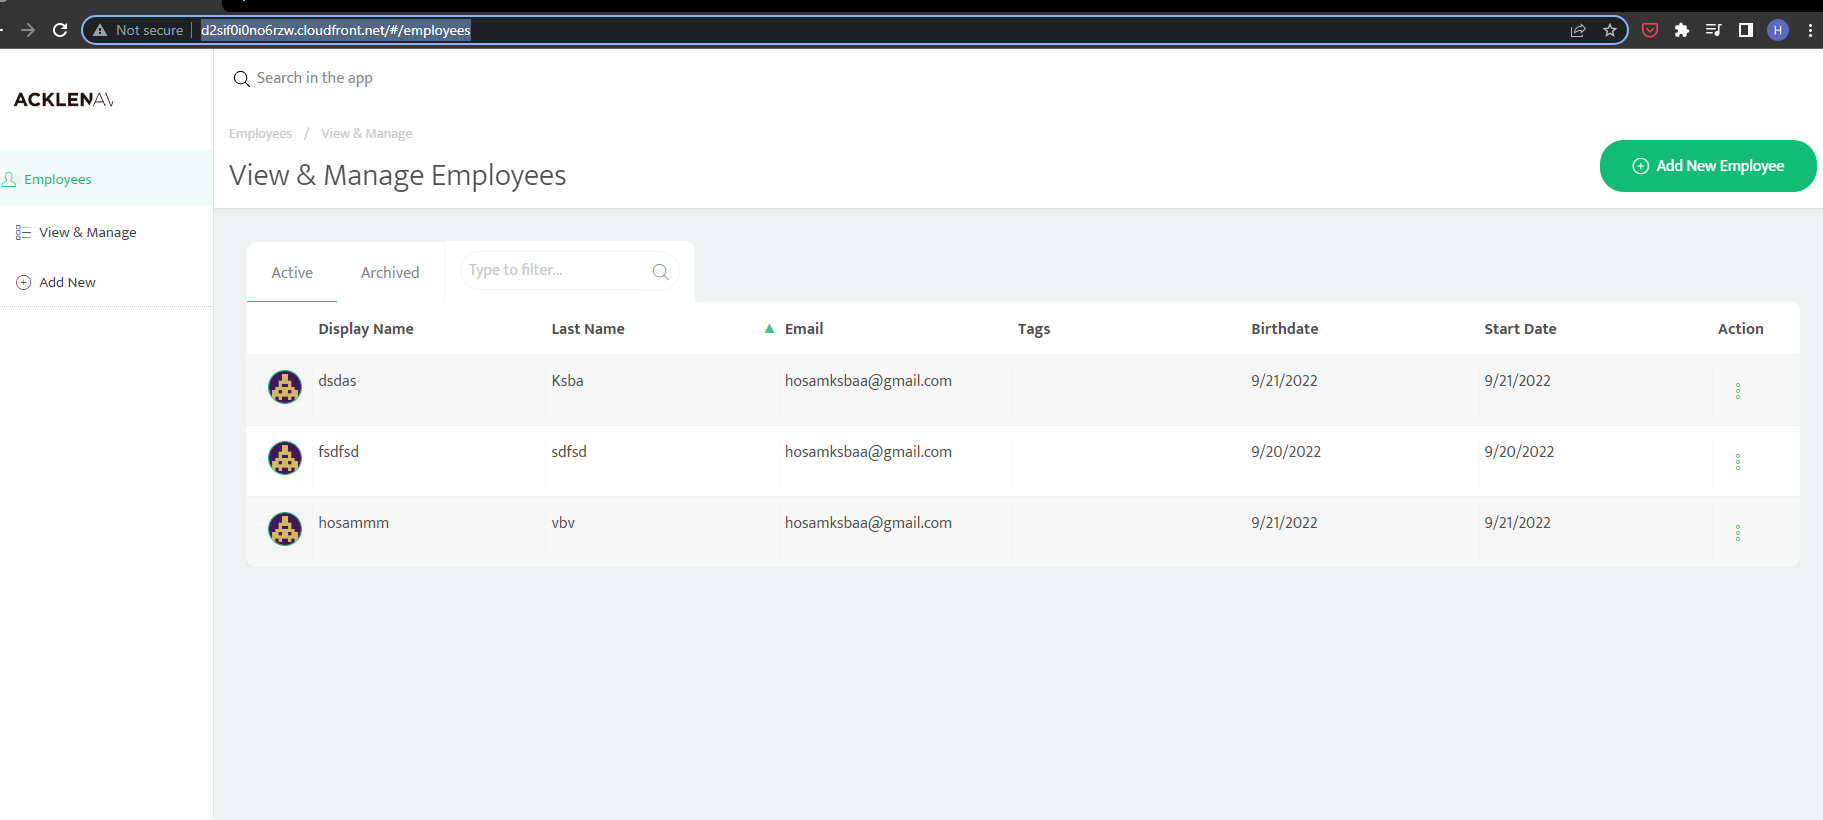 Not secure d2sif0i0no6rzw.cloudfront.net/#/employees H
ACKLENAV
Search in the app
Employees / View & Manage
View & Manage Employees
Add New Employee
Employees
View & Manage
Add New
Active Archived Type to filter...
Display Name Last Name ▲ Email Tags Birthdate Start Date Action
dsdas Ksba hosamksbaa@gmail.com 9/21/2022 9/21/2022
fsdfsd sdfsd hosamksbaa@gmail.com 9/20/2022 9/20/2022
hosammm vbv hosamksbaa@gmail.com 9/21/2022 9/21/2022